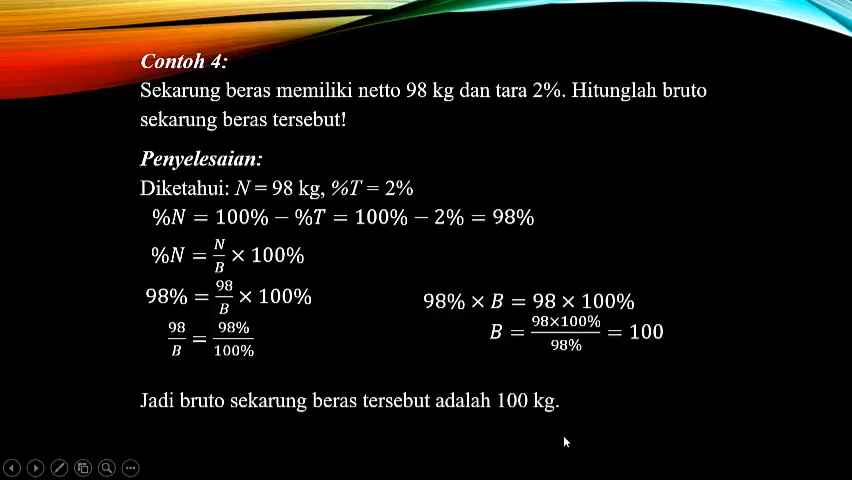 Contoh 4:
Sekarung beras memiliki netto 98 kg dan tara 2%. Hitunglah bruto
sekarung beras tersebut!
Penyelesaian:
Diketahui: N = 98 kg, %T = 2%
%N = 100% − %T = 100% − 2% = 98%
%N = N/B × 100%
98% = 98/B × 100%
98/B = 98%/100%
98% × B = 98 × 100%
B = 98×100%/98% = 100
Jadi bruto sekarung beras tersebut adalah 100 kg.